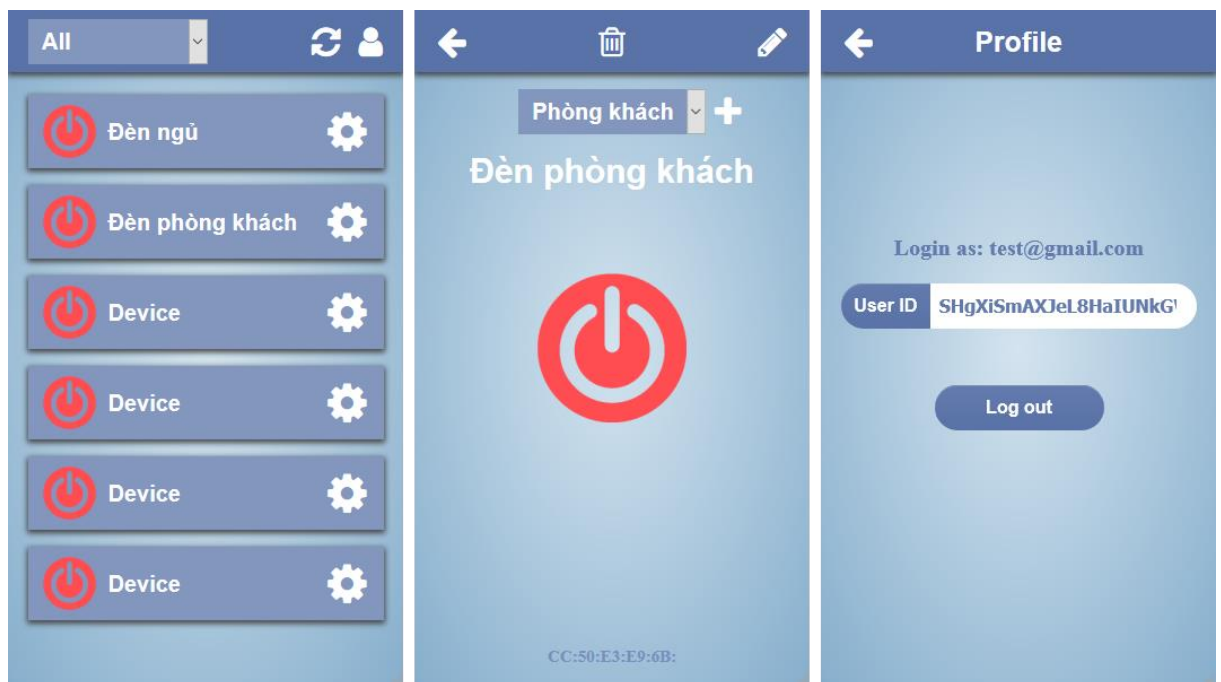 All
Đèn ngủ
Đèn phòng khách
Device
Device
Device
Device
Phòng khách
Đèn phòng khách
CC:50:E3:E9:6B:
Profile
Login as: test@gmail.com
User ID SHgXiSmAXJeL8HaIUNkG
Log out